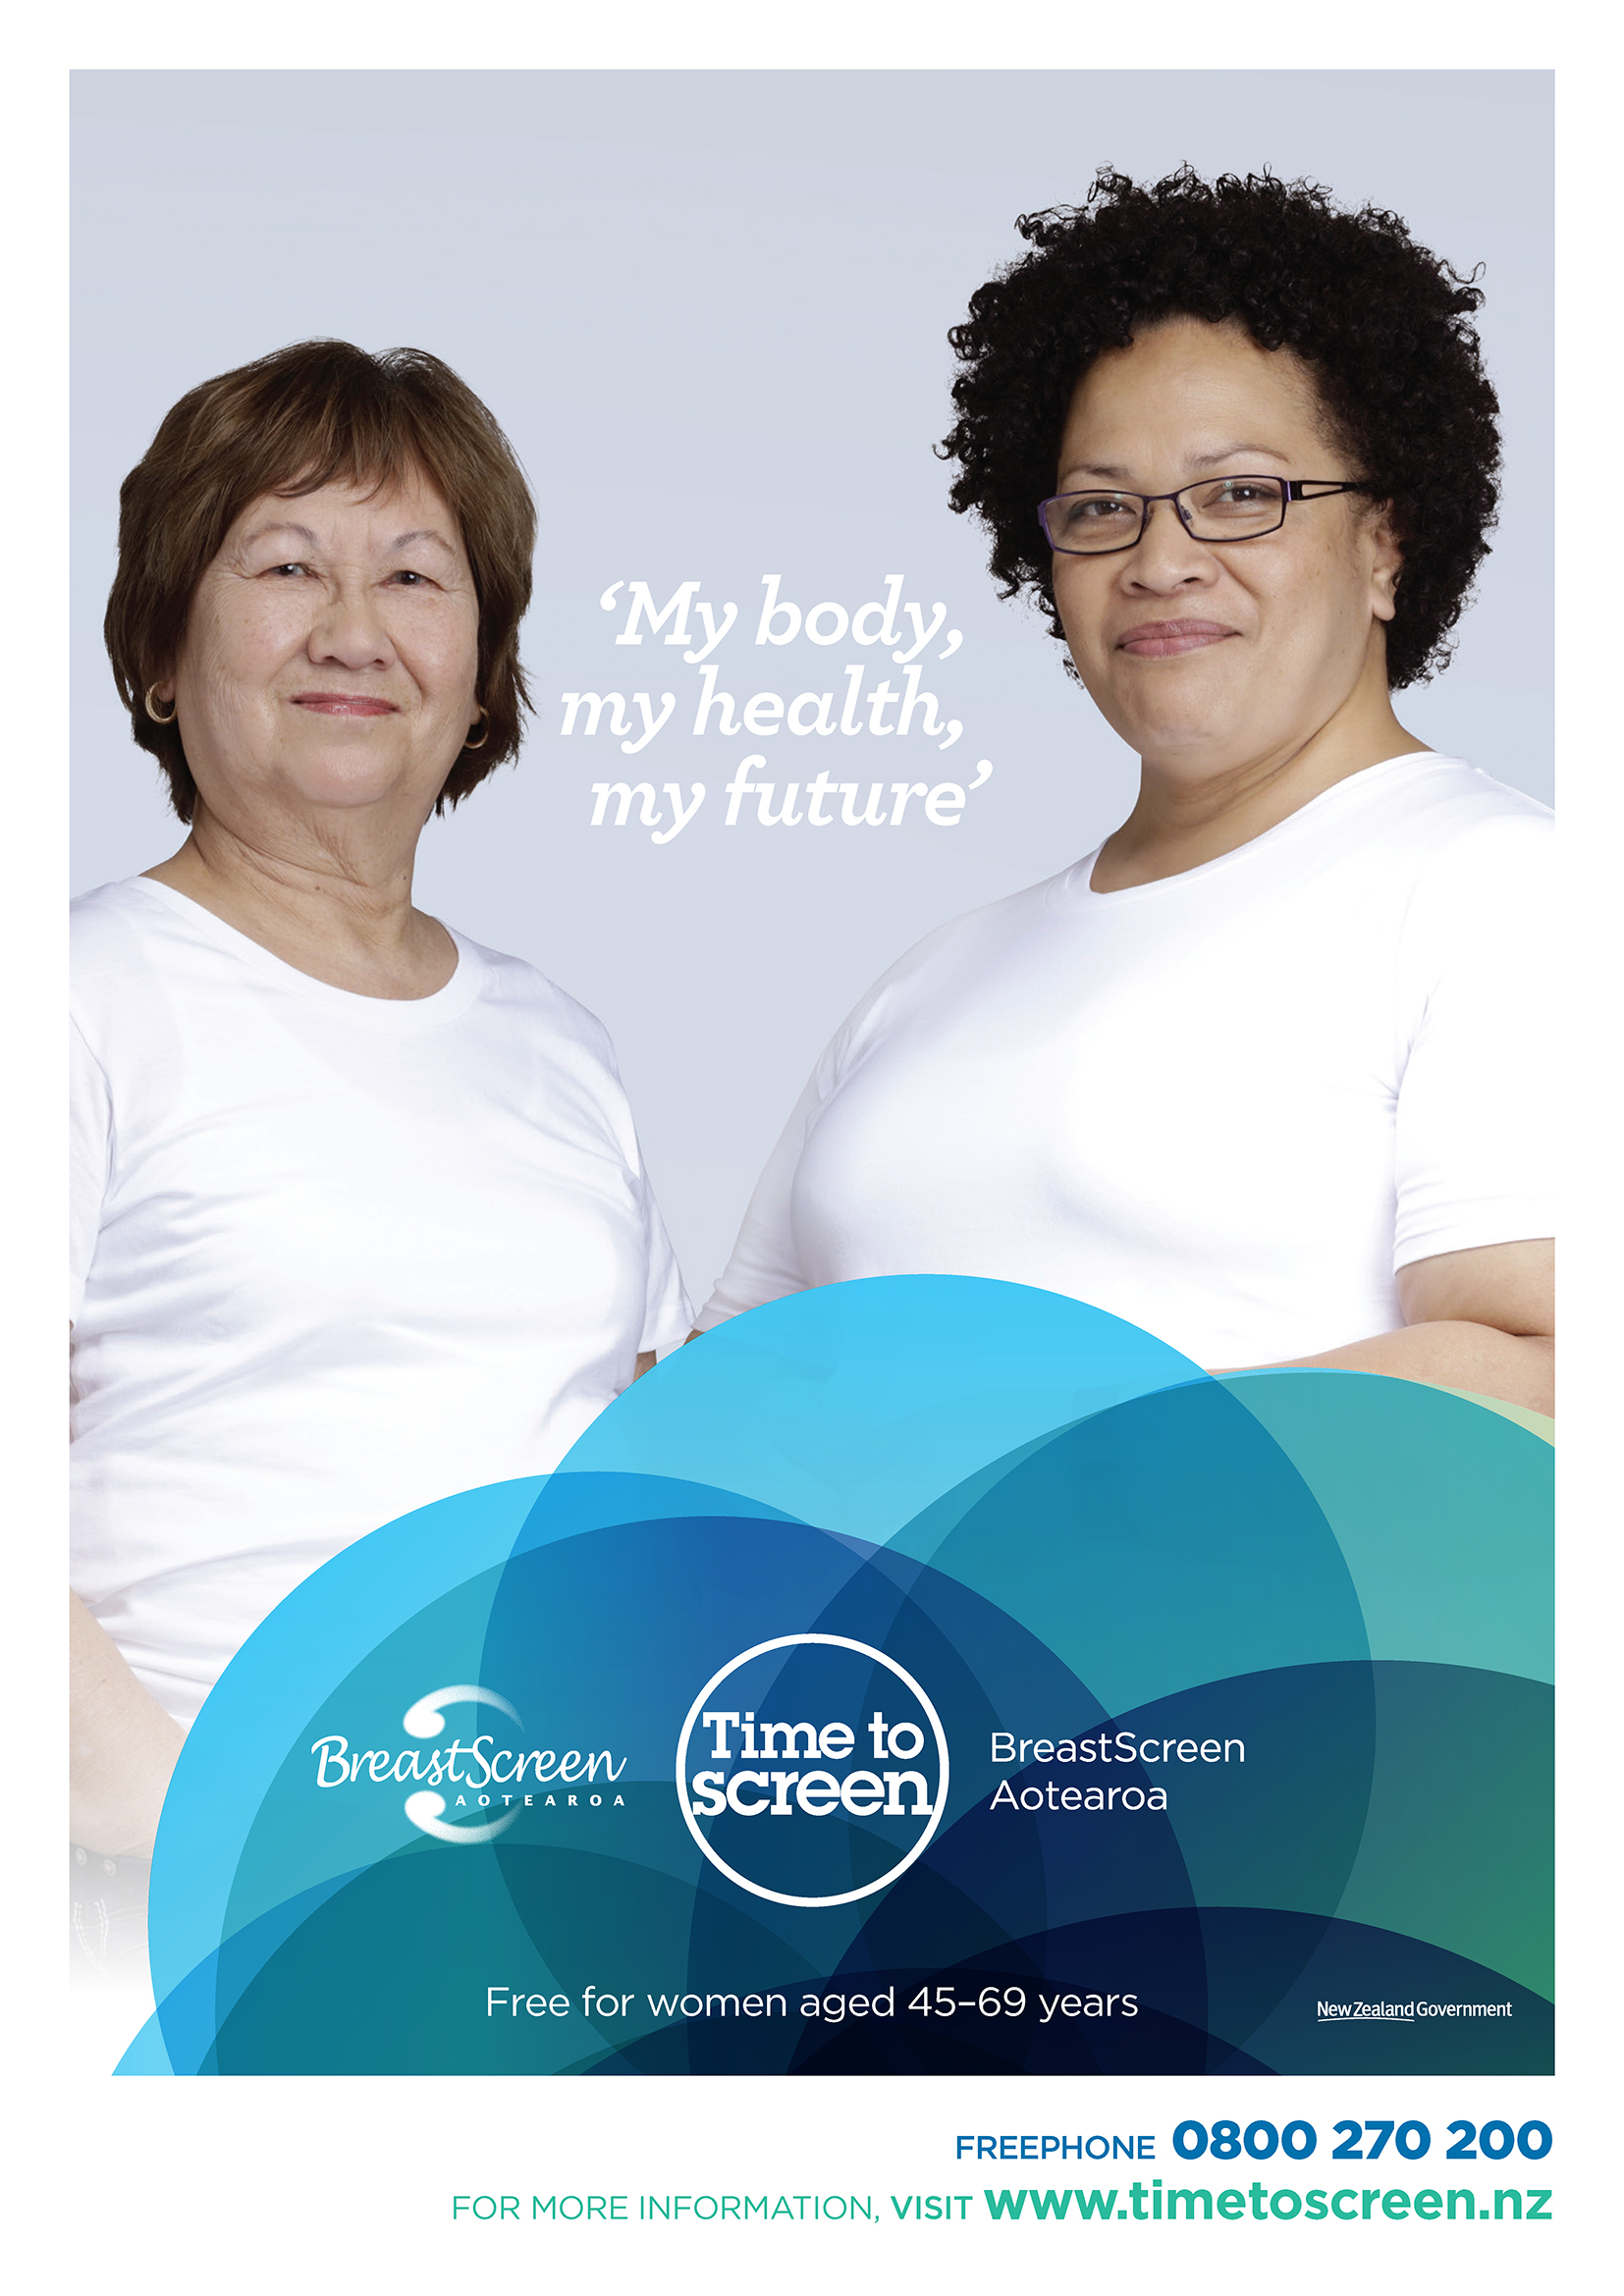 ‘My body,
my health,
my future’
BreastScreen
AOTEAROA
Time to
screen
BreastScreen
Aotearoa
Free for women aged 45–69 years
New Zealand Government
FREEPHONE 0800 270 200
FOR MORE INFORMATION, VISIT www.timetoscreen.nz